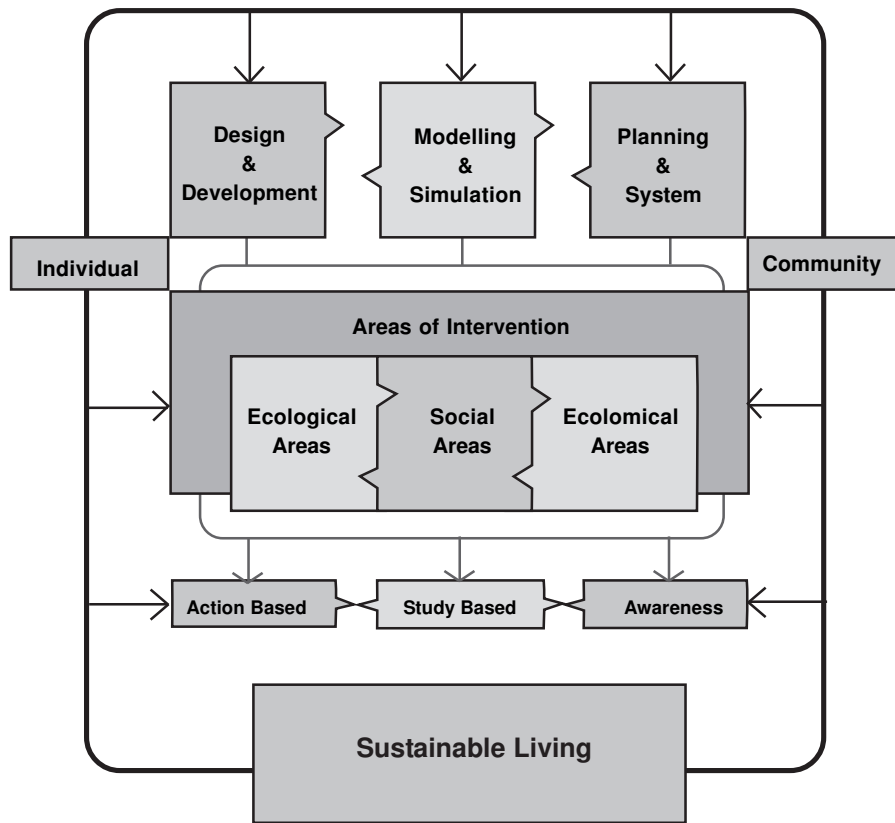 Design
&
Development
Modelling
&
Simulation
Planning
&
System
Individual
Community
Areas of Intervention
Ecological
Areas
Social
Areas
Ecolomical
Areas
Action Based
Study Based
Awareness
Sustainable Living